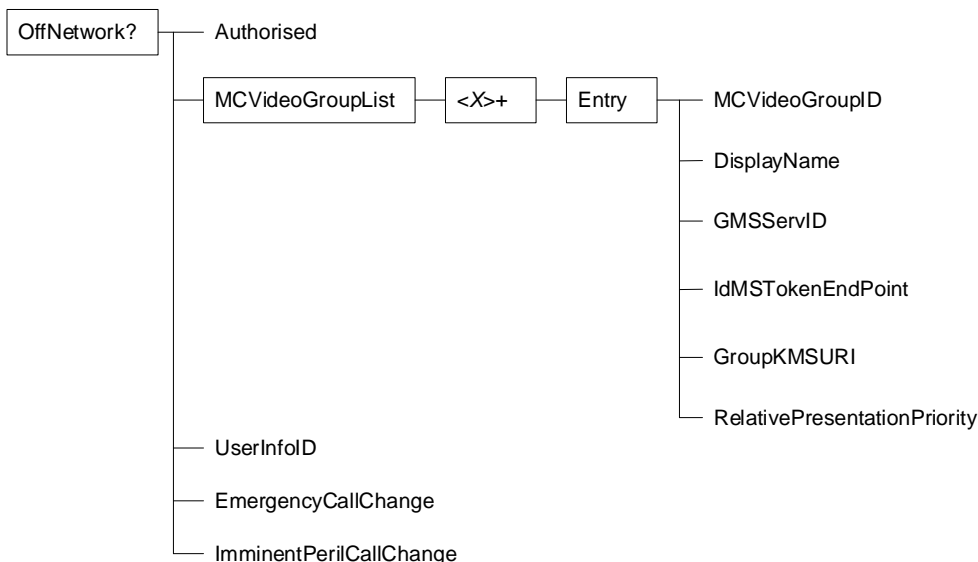 OffNetwork?
Authorised
MCVideoGroupList
<X>+
Entry
MCVideoGroupID
DisplayName
GMSServID
IdMSTokenEndPoint
GroupKMSURI
RelativePresentationPriority
UserInfoID
EmergencyCallChange
ImminentPerilCallChange